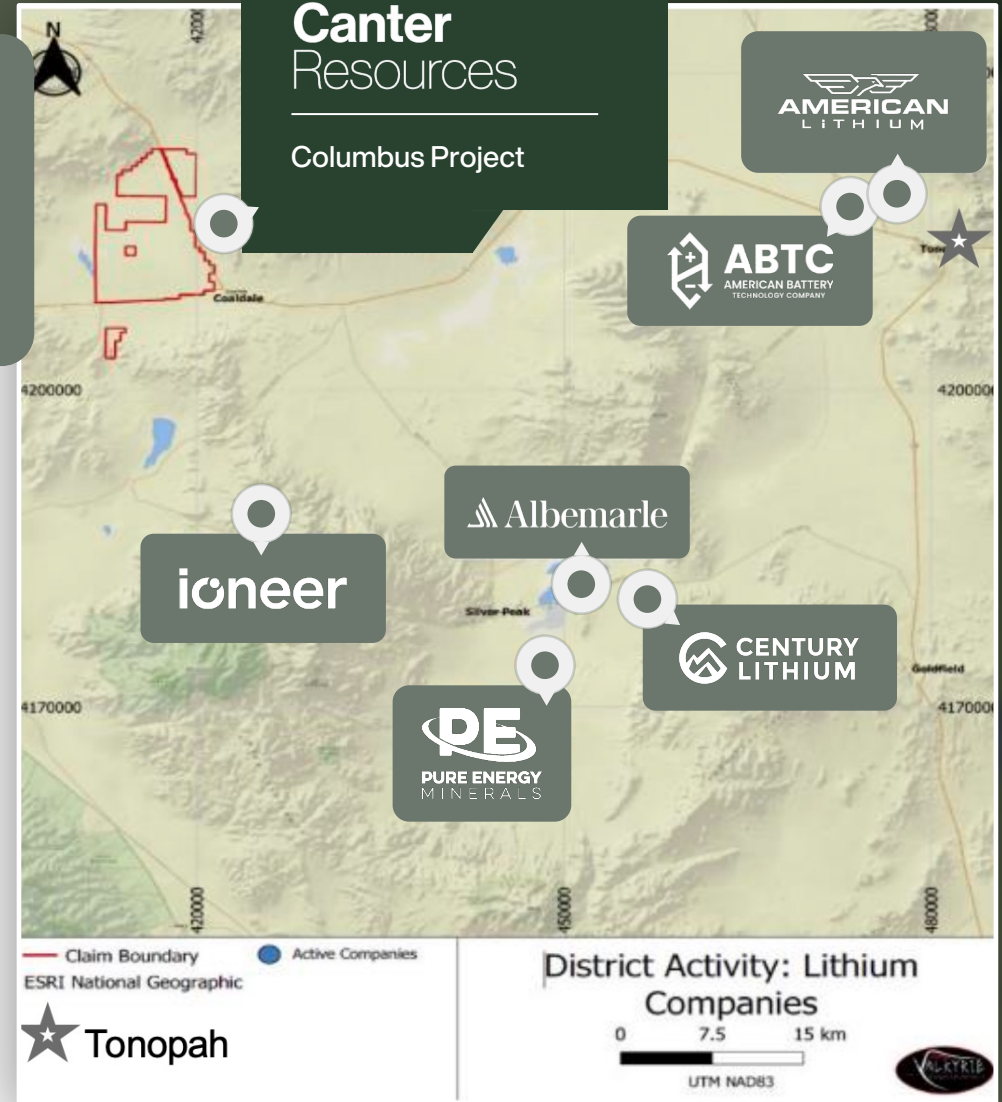 N
Canter
Resources
Columbus Project
AMERICAN
LiTHIUM
ABTC
AMERICAN BATTERY
TECHNOLOGY COMPANY
Coaldale
4200000
Albemarle
ioneer
Silver Peak
CENTURY
LITHIUM
Goldfield
4170000
4170000
PE
PURE ENERGY
MINERALS
420000
450000
480000
Claim Boundary
Active Companies
ESRI National Geographic
Tonopah
District Activity: Lithium
Companies
0 7.5 15 km
UTM NAD83
VALKYRIE